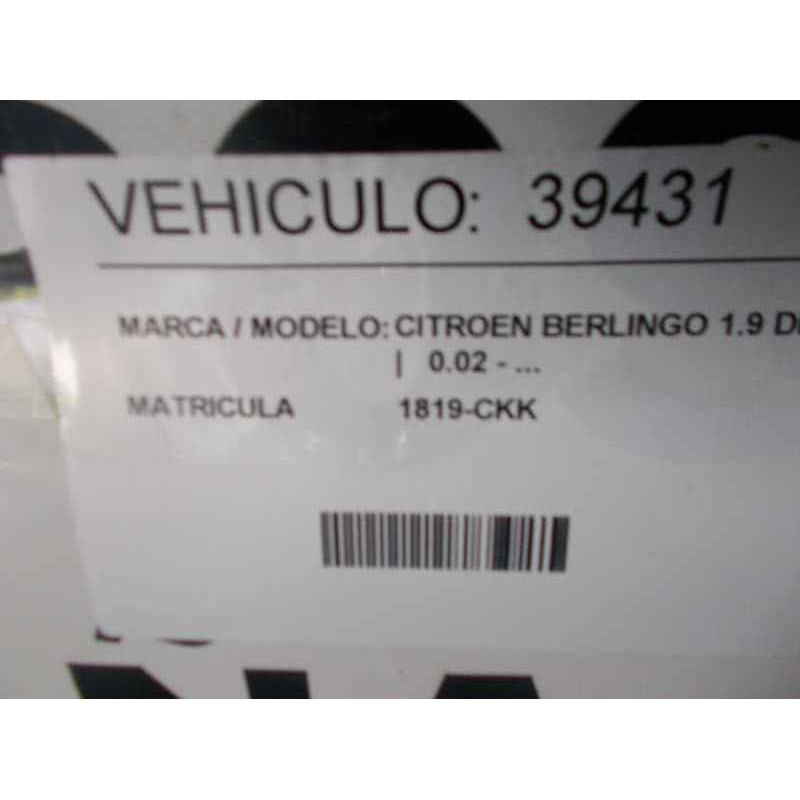 VEHICULO: 39431
MARCA / MODELO: CITROEN BERLINGO 1.9 D
| 0.02 - ...
MATRICULA 1819-CKK